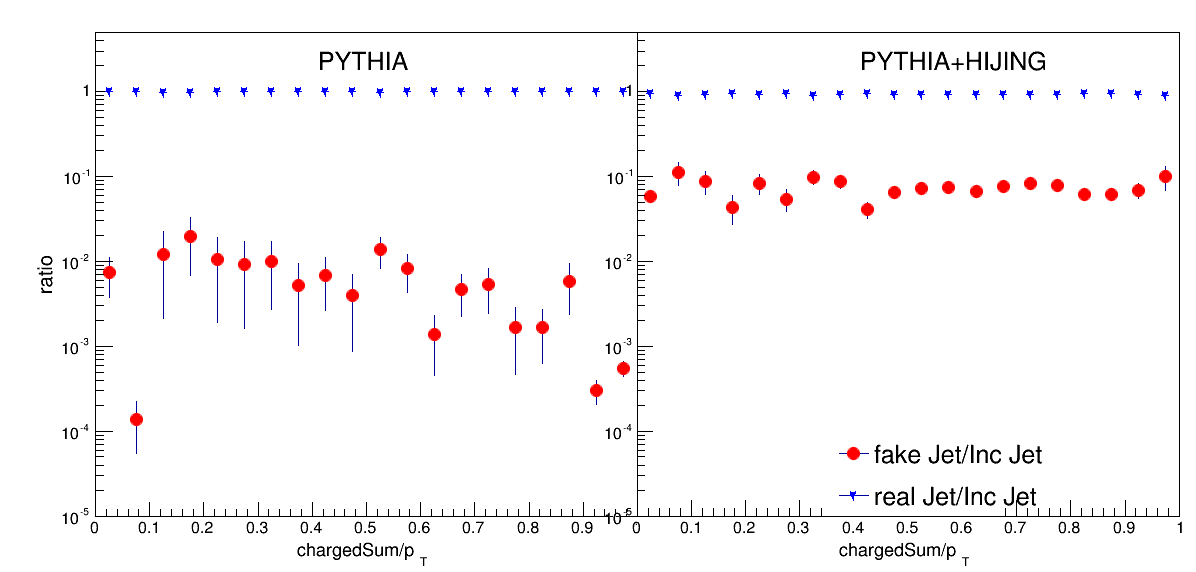 PYTHIA
PYTHIA+HIJING
ratio
1
10^-1
10^-2
10^-3
10^-4
10^-5
1
10^-1
10^-2
10^-3
10^-4
10^-5
fake Jet/Inc Jet
real Jet/Inc Jet
0 0.1 0.2 0.3 0.4 0.5 0.6 0.7 0.8 0.9
0 0.1 0.2 0.3 0.4 0.5 0.6 0.7 0.8 0.9 1
chargedSum/p_T
chargedSum/p_T